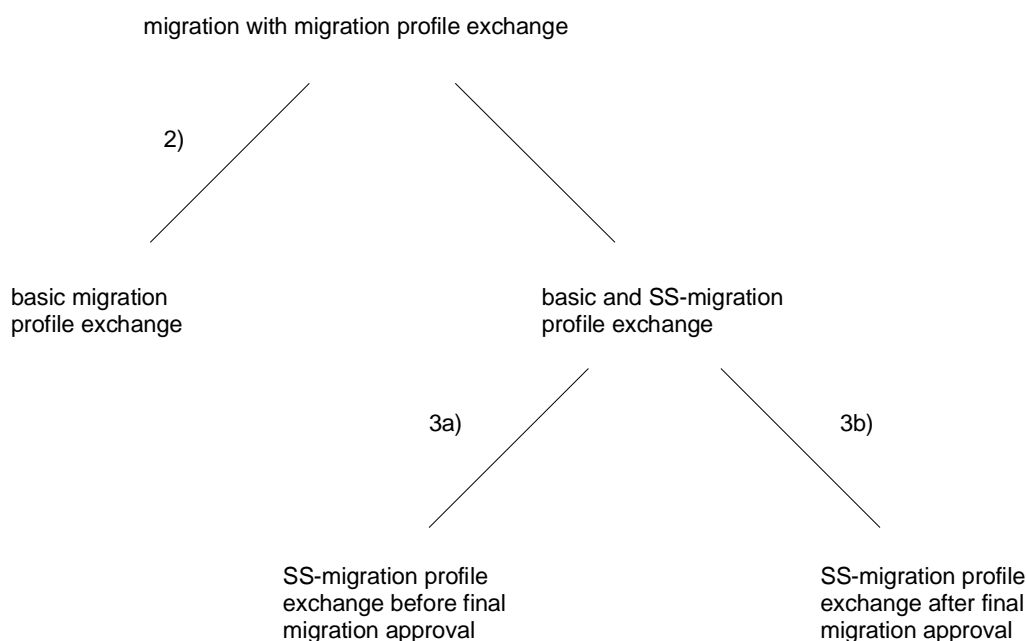 migration with migration profile exchange
2)
basic migration
profile exchange
basic and SS-migration
profile exchange
3a)
3b)
SS-migration profile
exchange before final
migration approval
SS-migration profile
exchange after final
migration approval